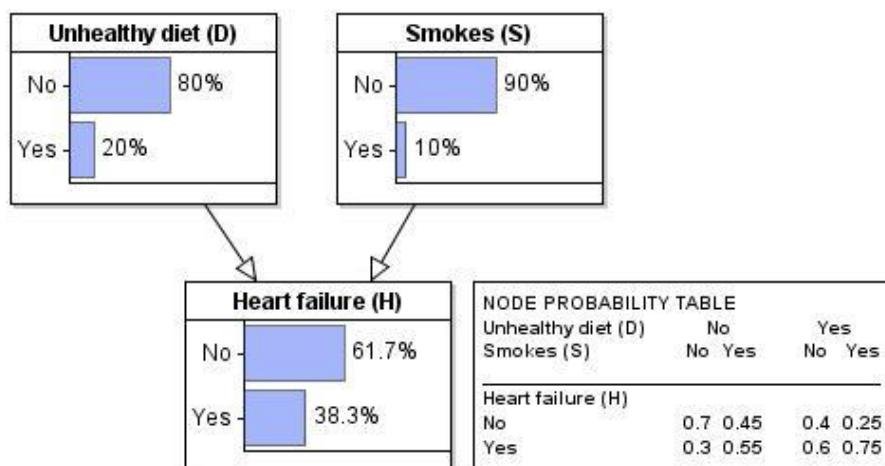 Unhealthy diet (D)
No 80%
Yes 20%
Smokes (S)
No 90%
Yes 10%
Heart failure (H)
No 61.7%
Yes 38.3%
NODE PROBABILITY TABLE
Unhealthy diet (D) No Yes
Smokes (S) No Yes No Yes
Heart failure (H)
No 0.7 0.45 0.4 0.25
Yes 0.3 0.55 0.6 0.75